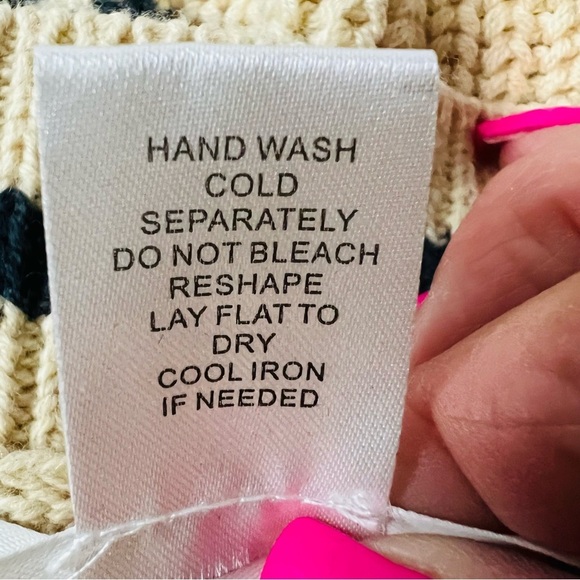 HAND WASH
COLD
SEPARATELY
DO NOT BLEACH
RESHAPE
LAY FLAT TO
DRY
COOL IRON
IF NEEDED